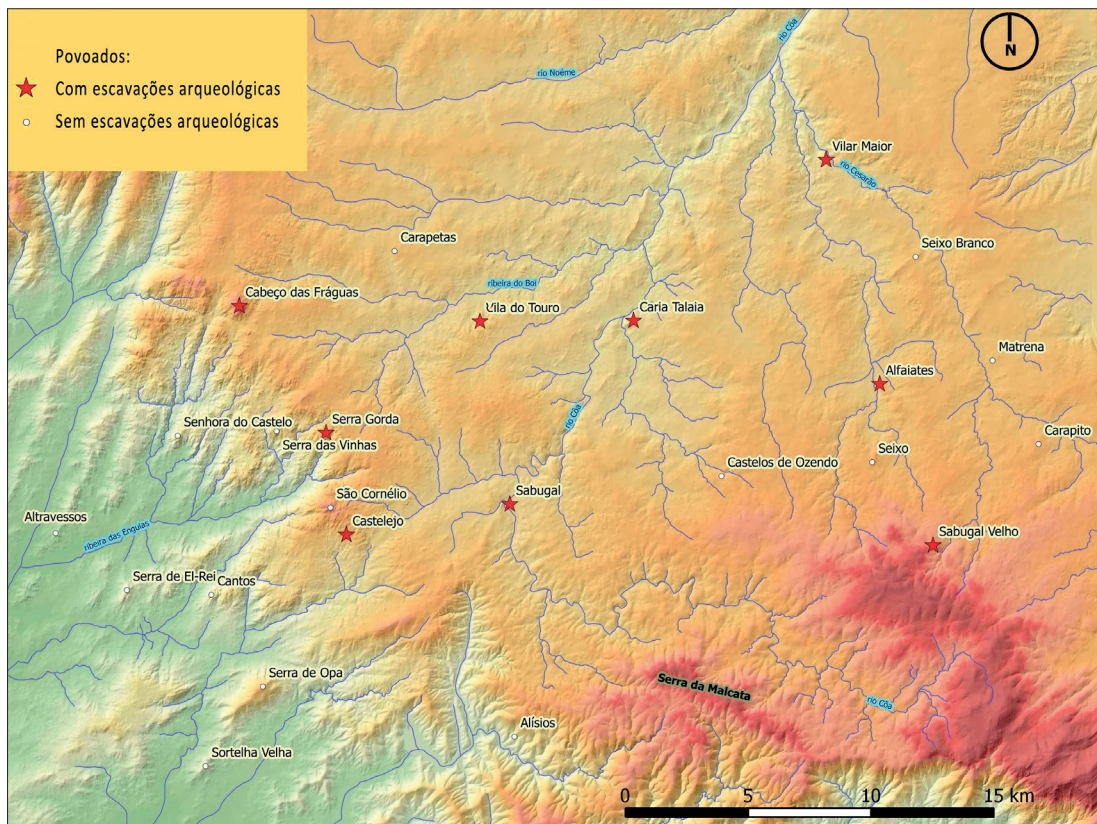 Povoados:
Com escavações arqueológicas
Sem escavações arqueológicas
N
rio Côa
rio Noéme
Vilar Maior
rio Cesarão
Carapetas
Seixo Branco
ribeira do Boi
Cabeço das Fráguas
Vila do Touro
Caria Talaia
Matrena
Alfaiates
rio Côa
Senhora do Castelo
Serra Gorda
Serra das Vinhas
Carapito
Seixo
Castelos de Ozendo
Sabugal
São Cornélio
Castelejo
Altravessos
ribeira das Enguias
Sabugal Velho
Serra de El-Rei
Cantos
Serra de Opa
Serra da Malcata
rio Côa
Alísios
Sortelha Velha
0 5 10 15 km